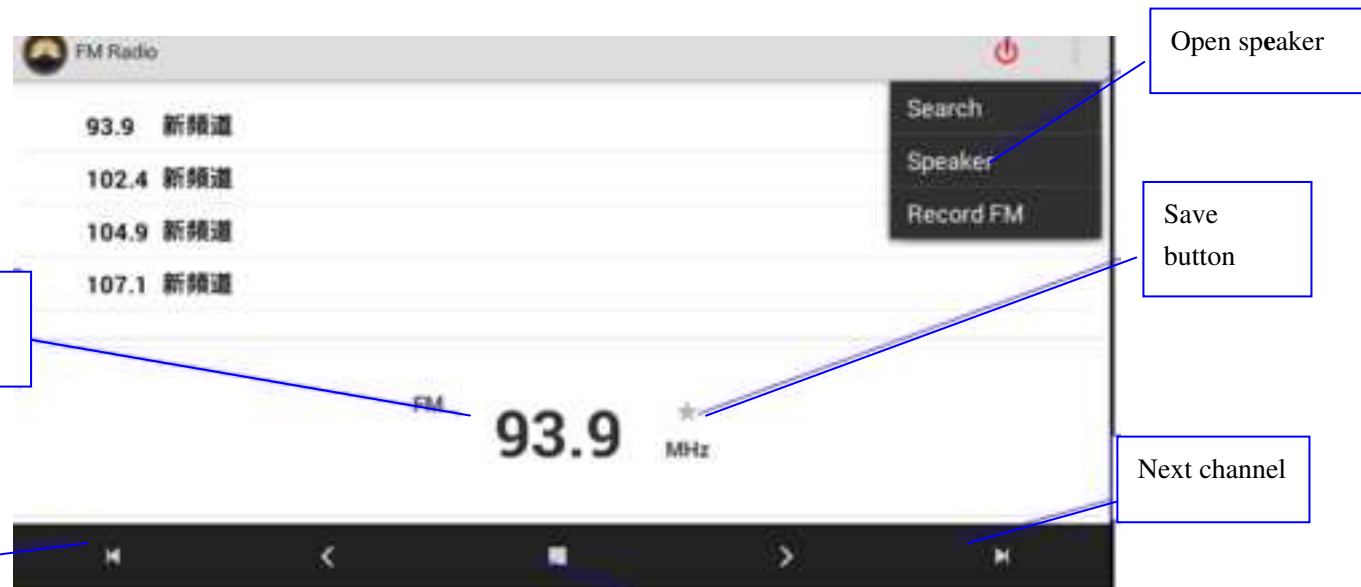 FM Radio
Open speaker
Search
93.9 新頻道
Speaker
102.4 新頻道
Record FM
Save
button
104.9 新頻道
107.1 新頻道
FM
93.9
MHz
Next channel